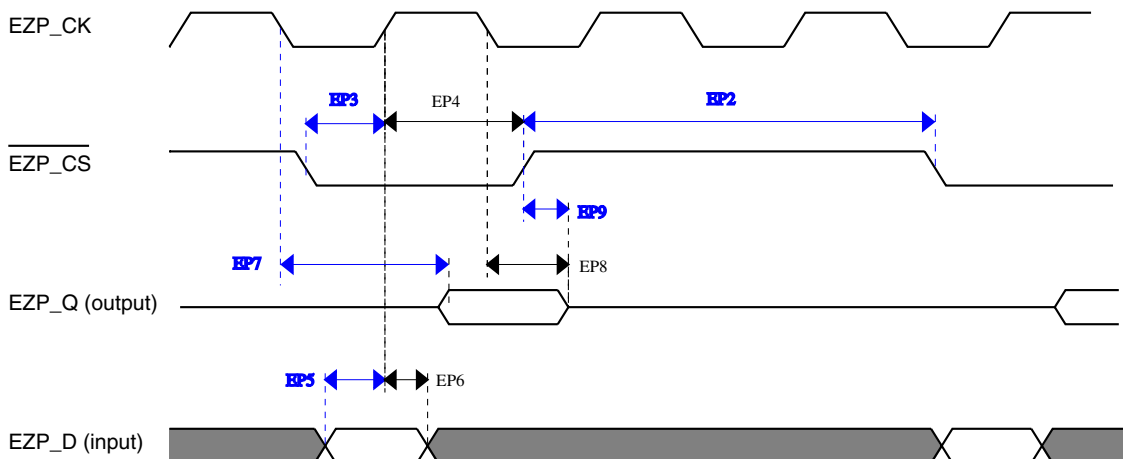 EZP_CK
EP3
EP4
EP2
EZP_CS
EP9
EP7
EP8
EZP_Q (output)
EP5
EP6
EZP_D (input)